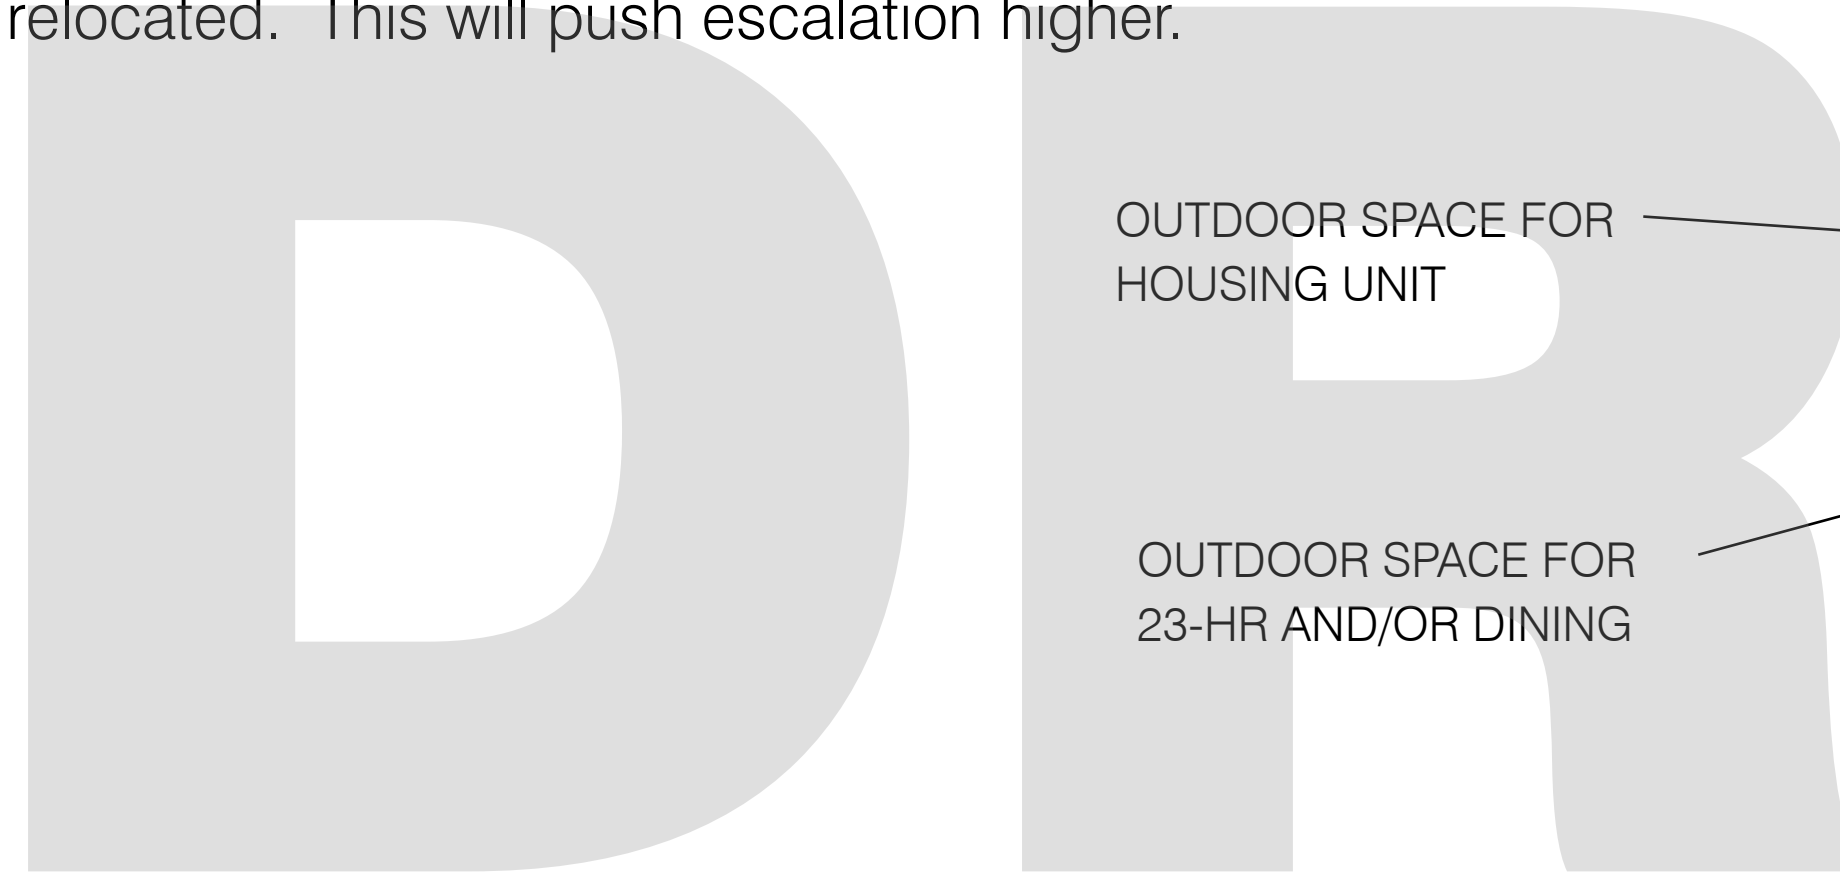 relocated.  This will push escalation higher.
DR
OUTDOOR SPACE FOR
HOUSING UNIT
OUTDOOR SPACE FOR
23-HR AND/OR DINING